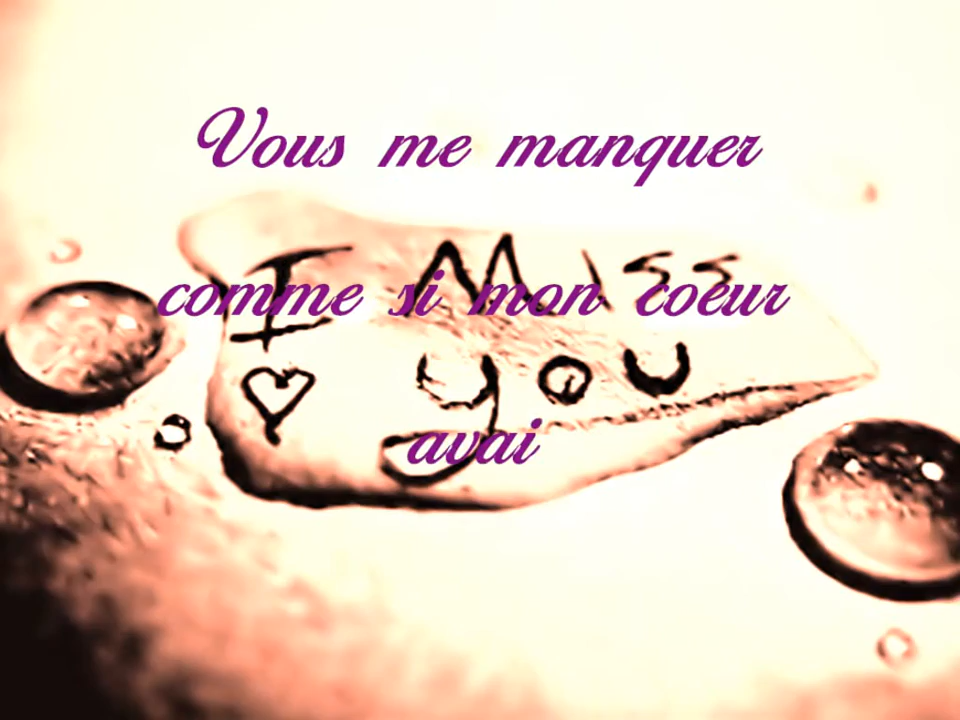 Vous me manquer
I MISS
comme si mon coeur
♡ you
avai